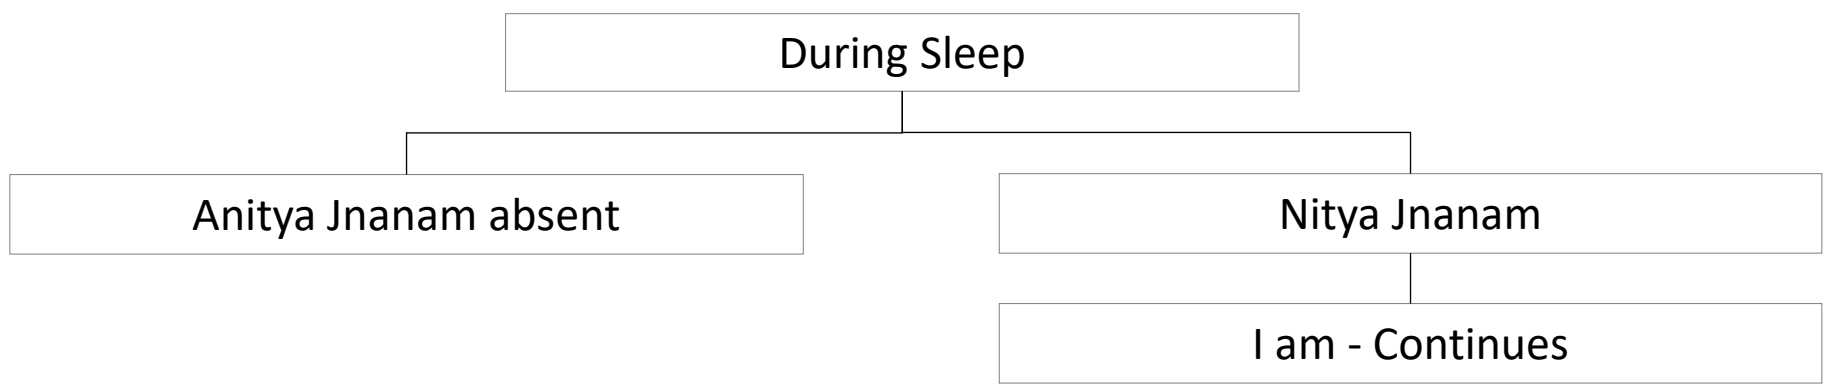 During Sleep
Anitya Jnanam absent
Nitya Jnanam
I am - Continues